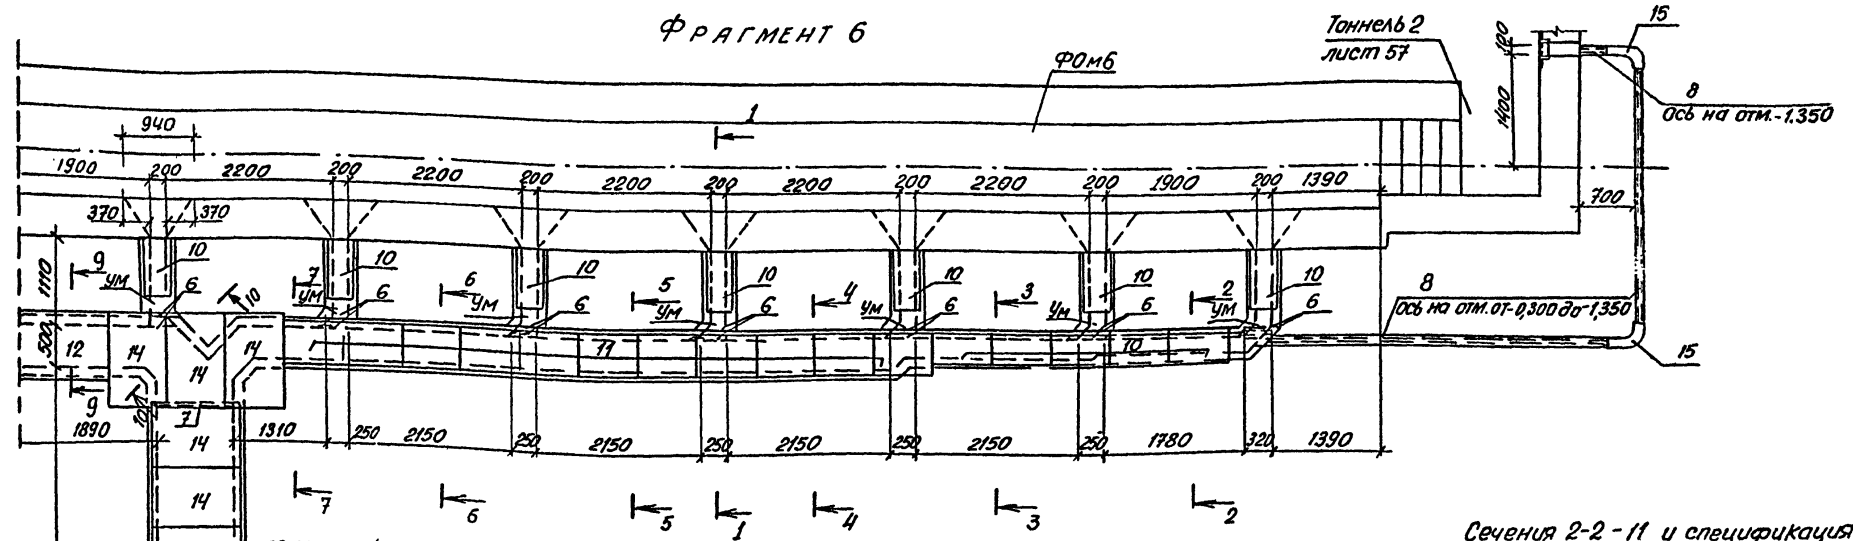 ФРАГМЕНТ 6
Тоннель 2
лист 57
15
ФОм6
100
1400
8
Ось на отм.-1.350
1
940
1900 200 2200 200 2200 200 2200 200 2200 200 2200 200 1900 200 1390
370 370
700
9 10 7 10 6 10 5 10 4 10 3 10 2 10
ум 6 10 ум 6 ум 6 ум 6 ум 6 ум 6 ум 6
8
Ось на отм. от -0,300 до -1,350
1110
500
12 14 14 14 11 10
15
9 10 7
1890 14 1310 250 2150 250 2150 250 2150 250 2150 250 1780 320 1390
14
7 6 5 1 4 3 2
Сечения 2-2-11 и спецификация